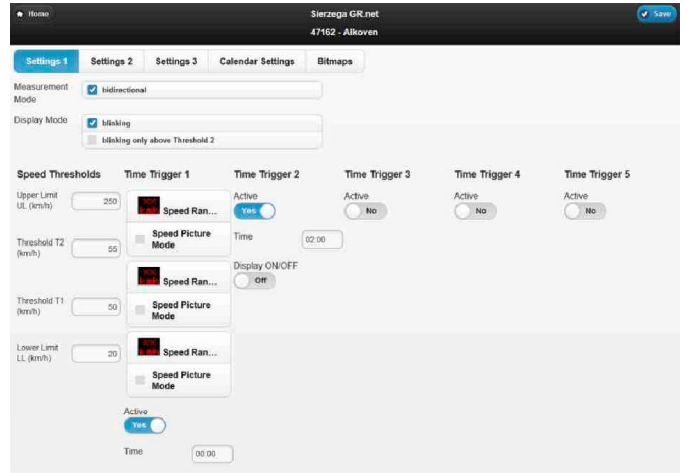 Home
Sierzega GR.net
Save
47162 - Alkoven
Settings 1
Settings 2
Settings 3
Calendar Settings
Bitmaps
Measurement
Mode
bidirectional
Display Mode
blinking
blinking only above Threshold 2
Speed Thresholds
Time Trigger 1
Time Trigger 2
Time Trigger 3
Time Trigger 4
Time Trigger 5
Upper Limit
UL (km/h)
250
Speed Ran...
Speed Picture
Mode
Active
Yes
Active
No
Active
No
Active
No
Time
02:00
Display ON/OFF
Off
Threshold T2
(km/h)
55
Speed Ran...
Speed Picture
Mode
Threshold T1
(km/h)
50
Lower Limit
LL (km/h)
20
Speed Ran...
Speed Picture
Mode
Active
Yes
Time
00:00